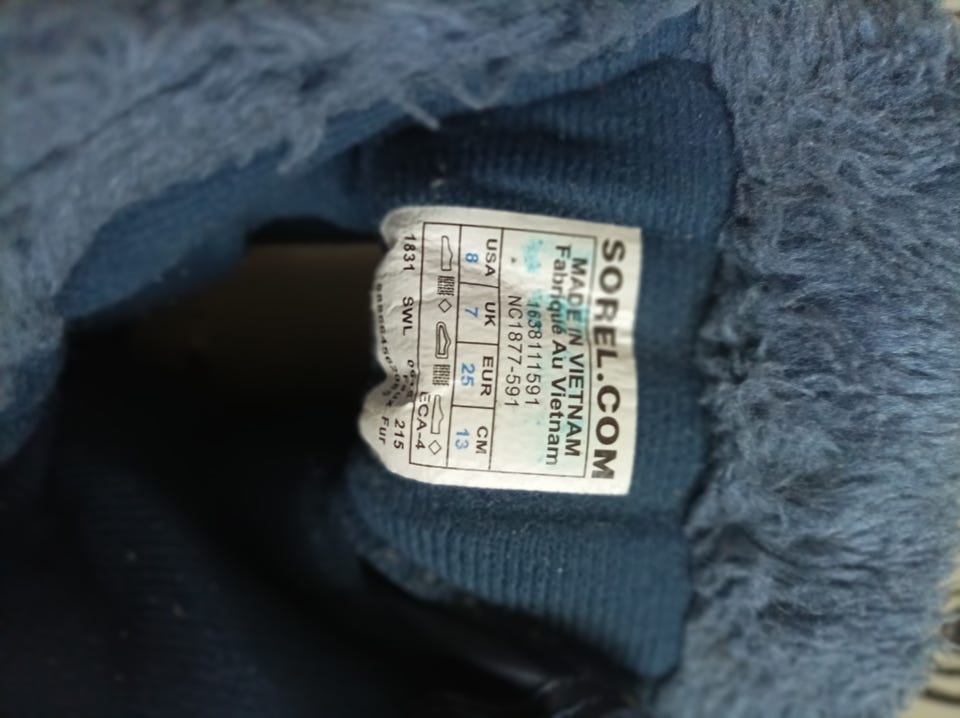 SOREL.COM
MADE IN VIETNAM
Fabriqué Au Vietnam
1638111591
NC1877-591
USA UK EUR CM
8 7 25 13
ECA-4
1831 SWL 215
Fur